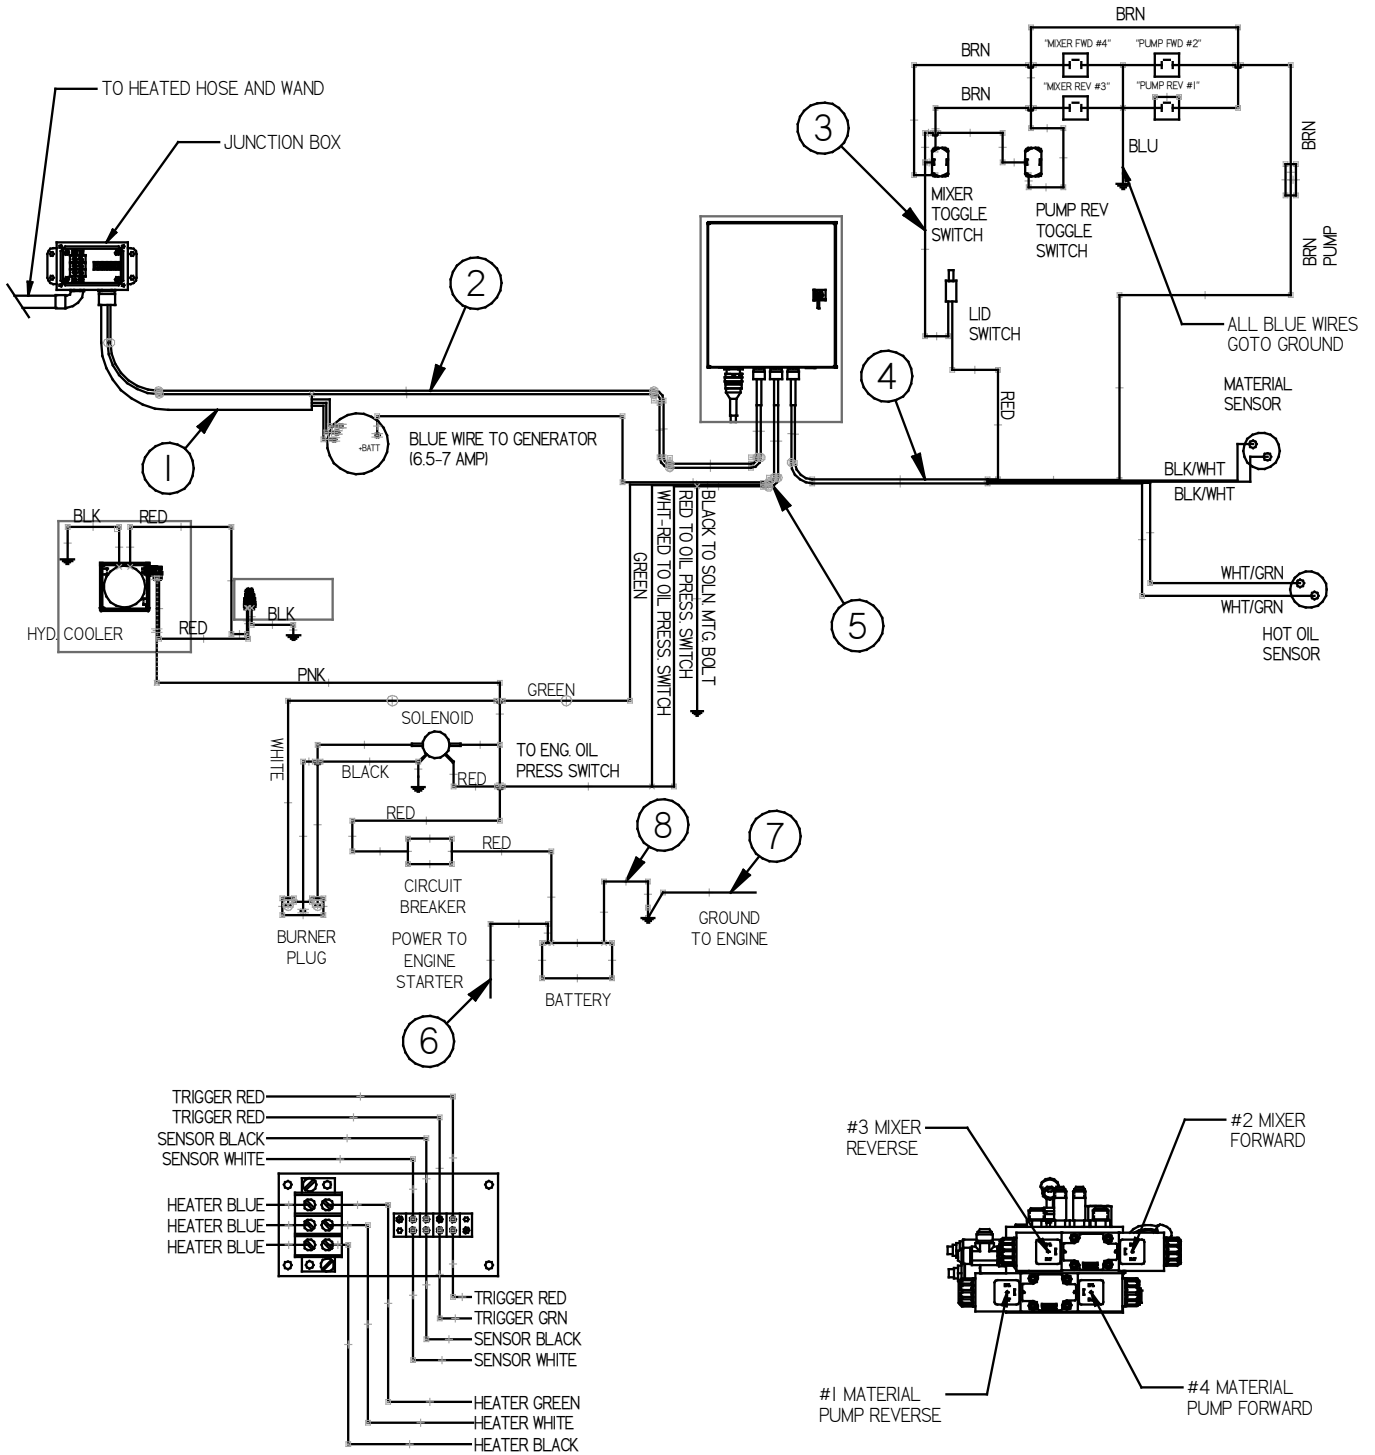 BRN
BRN
"MIXER FWD #4"
"PUMP FWD #2"
"MIXER REV #3"
"PUMP REV #1"
BRN
BRN
BLU
BRN
PUMP
MIXER
TOGGLE
SWITCH
PUMP REV
TOGGLE
SWITCH
3
TO HEATED HOSE AND WAND
JUNCTION BOX
2
LID
SWITCH
ALL BLUE WIRES
GOTO GROUND
4
RED
MATERIAL
SENSOR
1
+BATT
BLUE WIRE TO GENERATOR
(6.5-7 AMP)
BLK/WHT
BLK/WHT
BLK
RED
HYD. COOLER
RED
BLK
GREEN
WHT-RED TO OIL PRESS. SWITCH
RED TO OIL PRESS. SWITCH
BLACK TO SOLN. MTG. BOLT
5
WHT/GRN
WHT/GRN
HOT OIL
SENSOR
PNK
GREEN
SOLENOID
WHITE
BLACK
RED
TO ENG. OIL
PRESS SWITCH
RED
RED
8
7
CIRCUIT
BREAKER
GROUND
TO ENGINE
BURNER
PLUG
POWER TO
ENGINE
STARTER
BATTERY
6
TRIGGER RED
TRIGGER RED
SENSOR BLACK
SENSOR WHITE
HEATER BLUE
HEATER BLUE
HEATER BLUE
TRIGGER RED
TRIGGER GRN
SENSOR BLACK
SENSOR WHITE
HEATER GREEN
HEATER WHITE
HEATER BLACK
#3 MIXER
REVERSE
#2 MIXER
FORWARD
#1 MATERIAL
PUMP REVERSE
#4 MATERIAL
PUMP FORWARD